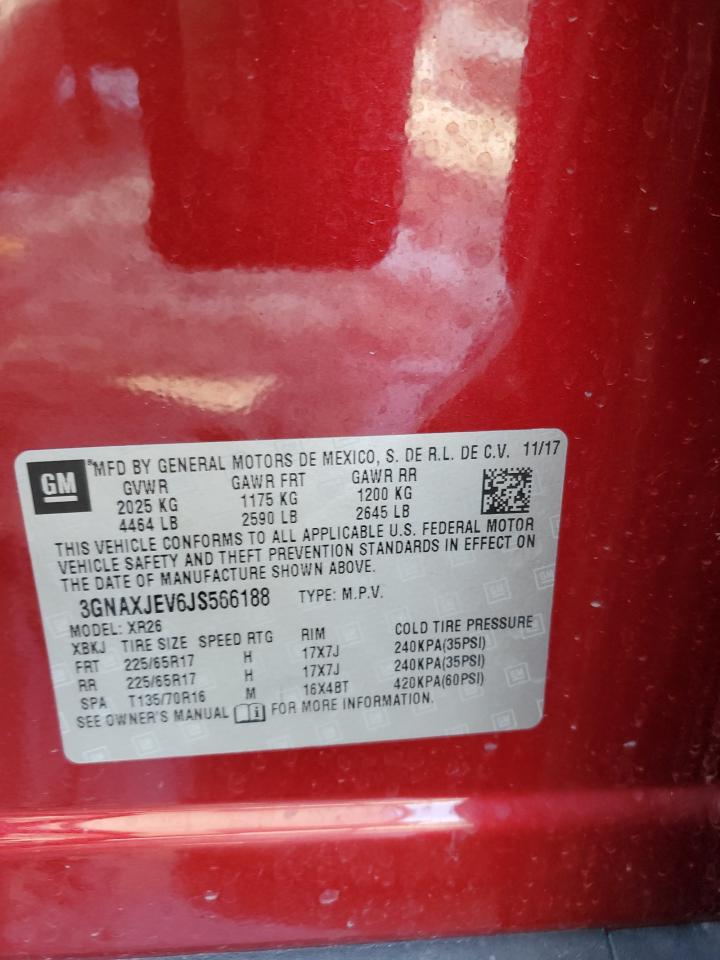 GM
®MFD BY GENERAL MOTORS DE MEXICO, S. DE R.L. DE C.V. 11/17
GVWR GAWR FRT GAWR RR
2025 KG 1175 KG 1200 KG
4464 LB 2590 LB 2645 LB
THIS VEHICLE CONFORMS TO ALL APPLICABLE U.S. FEDERAL MOTOR
VEHICLE SAFETY AND THEFT PREVENTION STANDARDS IN EFFECT ON
THE DATE OF MANUFACTURE SHOWN ABOVE.
3GNAXJEV6JS566188 TYPE: M.P.V.
MODEL: XR26
XBKJ TIRE SIZE SPEED RTG RIM COLD TIRE PRESSURE
FRT 225/65R17 H 17X7J 240KPA(35PSI)
RR 225/65R17 H 17X7J 240KPA(35PSI)
SPA T135/70R16 M 16X4BT 420KPA(60PSI)
SEE OWNER'S MANUAL i FOR MORE INFORMATION.